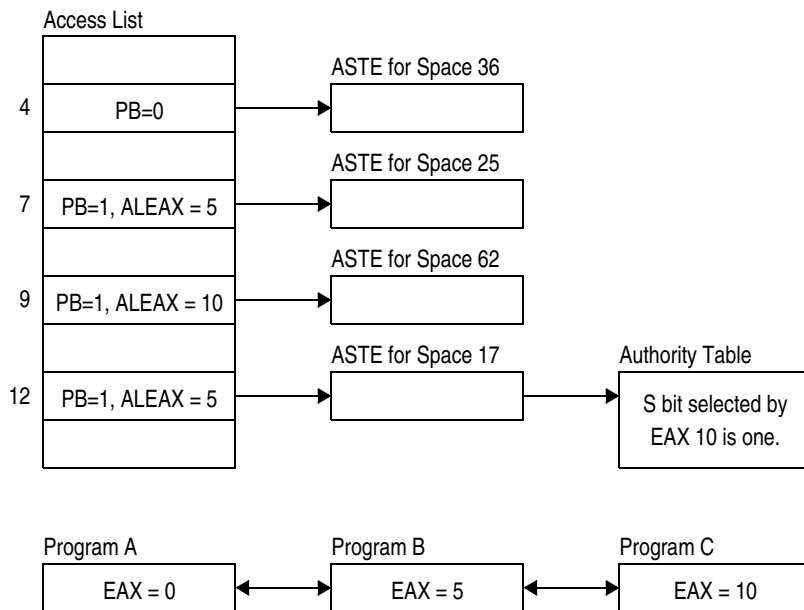 Access List
ASTE for Space 36
4
PB=0
ASTE for Space 25
7
PB=1, ALEAX = 5
ASTE for Space 62
9
PB=1, ALEAX = 10
ASTE for Space 17
Authority Table
12
PB=1, ALEAX = 5
S bit selected by
EAX 10 is one.
Program A
Program B
Program C
EAX = 0
EAX = 5
EAX = 10